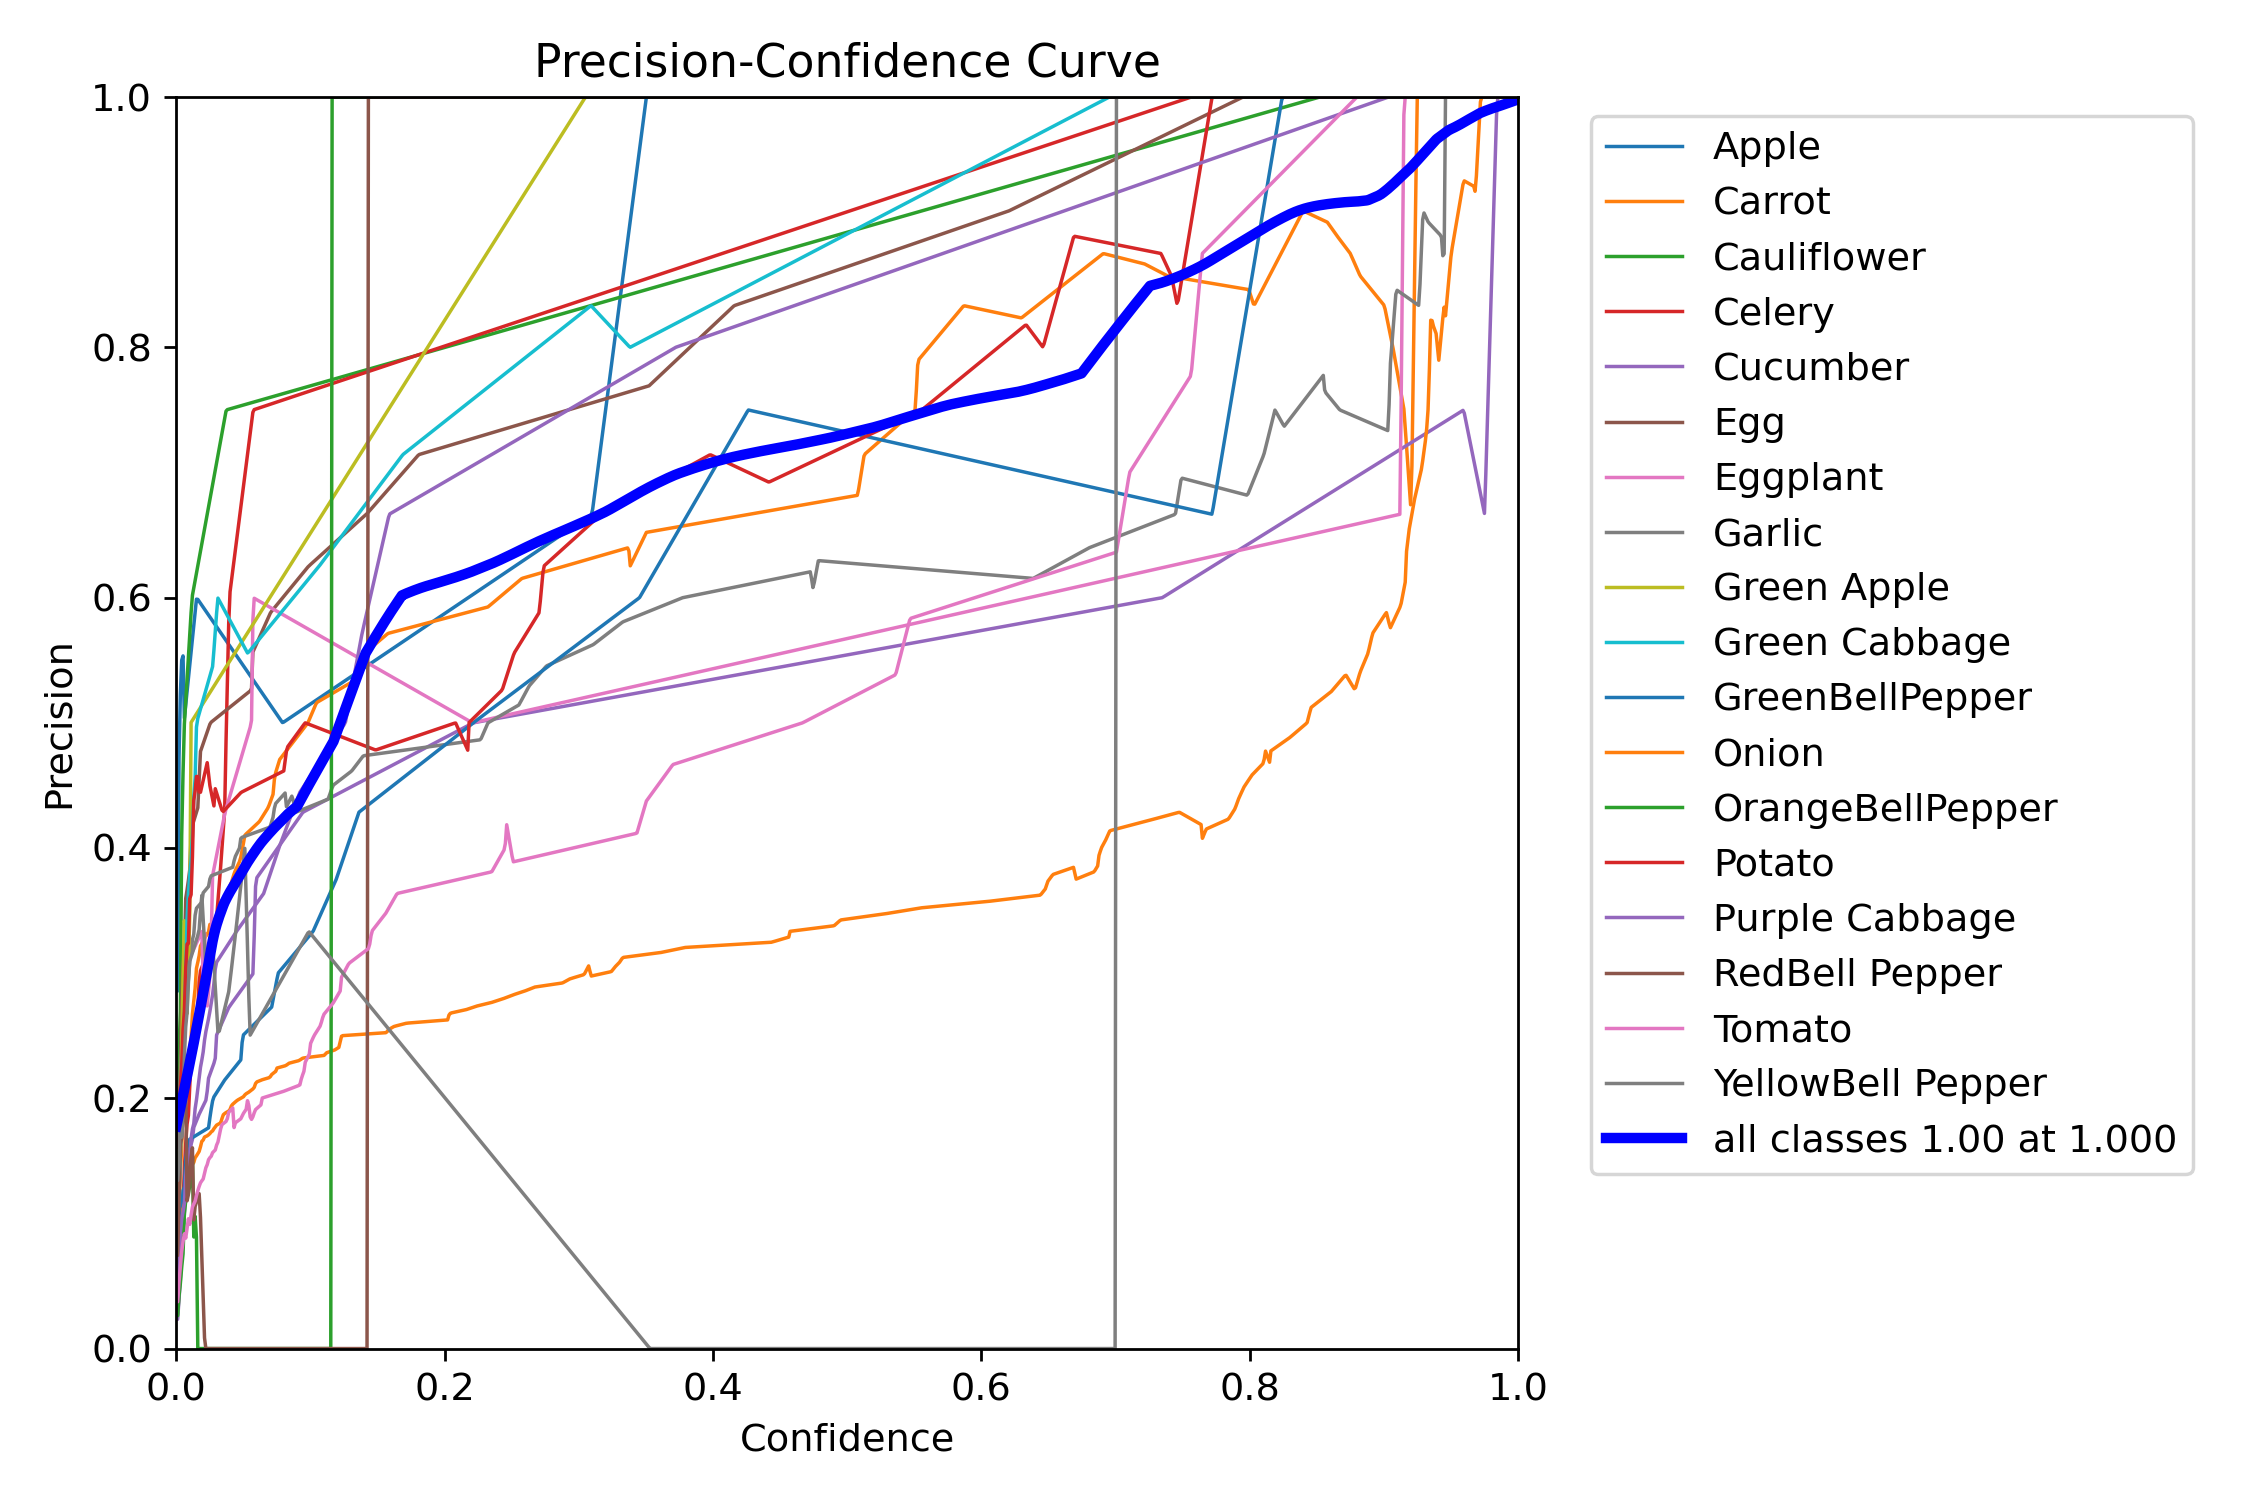 Precision-Confidence Curve
1.0
0.8
0.6
0.4
0.2
0.0
Precision
0.0 0.2 0.4 0.6 0.8 1.0
Confidence
Apple
Carrot
Cauliflower
Celery
Cucumber
Egg
Eggplant
Garlic
Green Apple
Green Cabbage
GreenBellPepper
Onion
OrangeBellPepper
Potato
Purple Cabbage
RedBell Pepper
Tomato
YellowBell Pepper
all classes 1.00 at 1.000